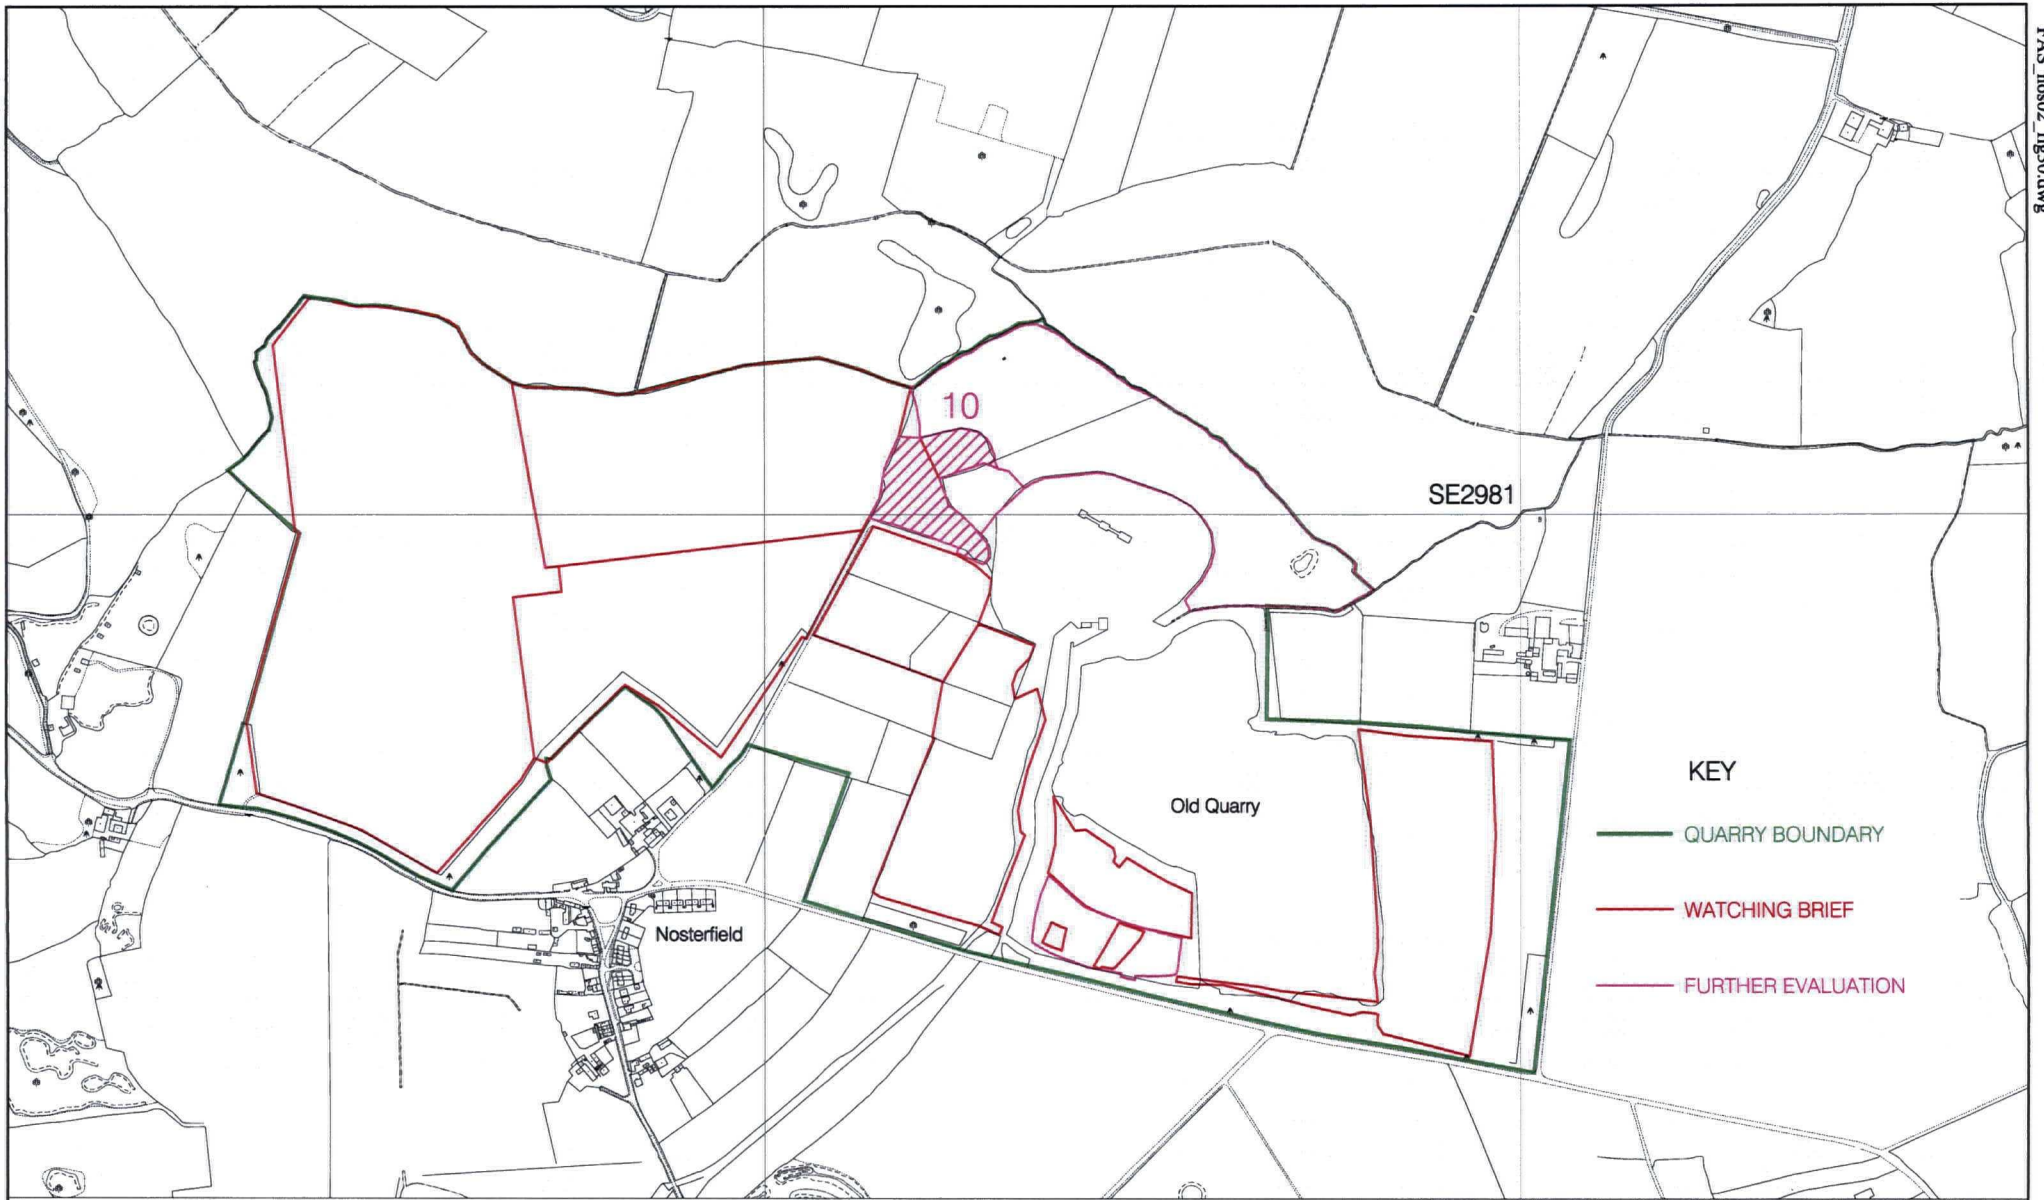 10
SE2981
KEY
Old Quarry
QUARRY BOUNDARY
WATCHING BRIEF
Nosterfield
FURTHER EVALUATION